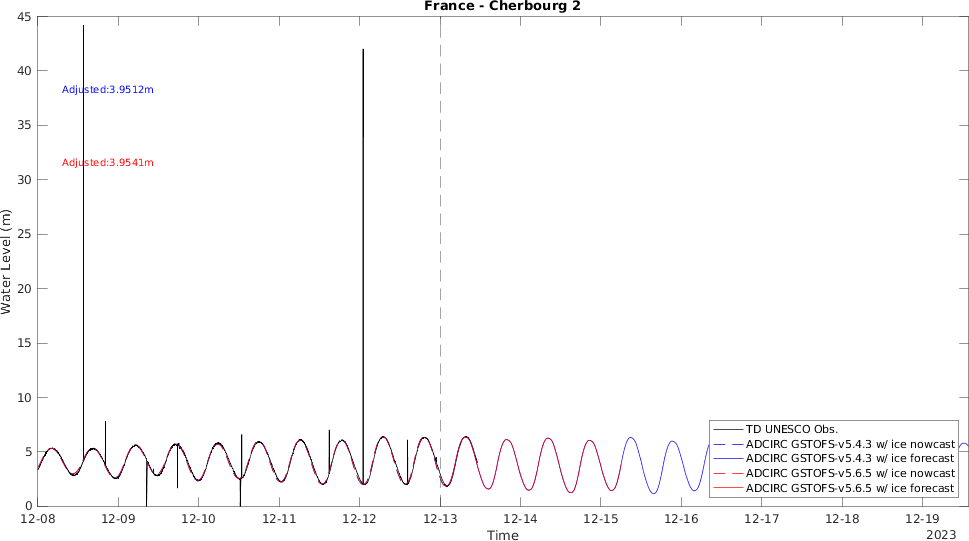 France - Cherbourg 2
45
40
35
30
25
20
15
10
5
0
Water Level (m)
Adjusted:3.9512m
Adjusted:3.9541m
TD UNESCO Obs.
ADCIRC GSTOFS-v5.4.3 w/ ice nowcast
ADCIRC GSTOFS-v5.4.3 w/ ice forecast
ADCIRC GSTOFS-v5.6.5 w/ ice nowcast
ADCIRC GSTOFS-v5.6.5 w/ ice forecast
12-08 12-09 12-10 12-11 12-12 12-13 12-14 12-15 12-16 12-17 12-18 12-19
Time
2023